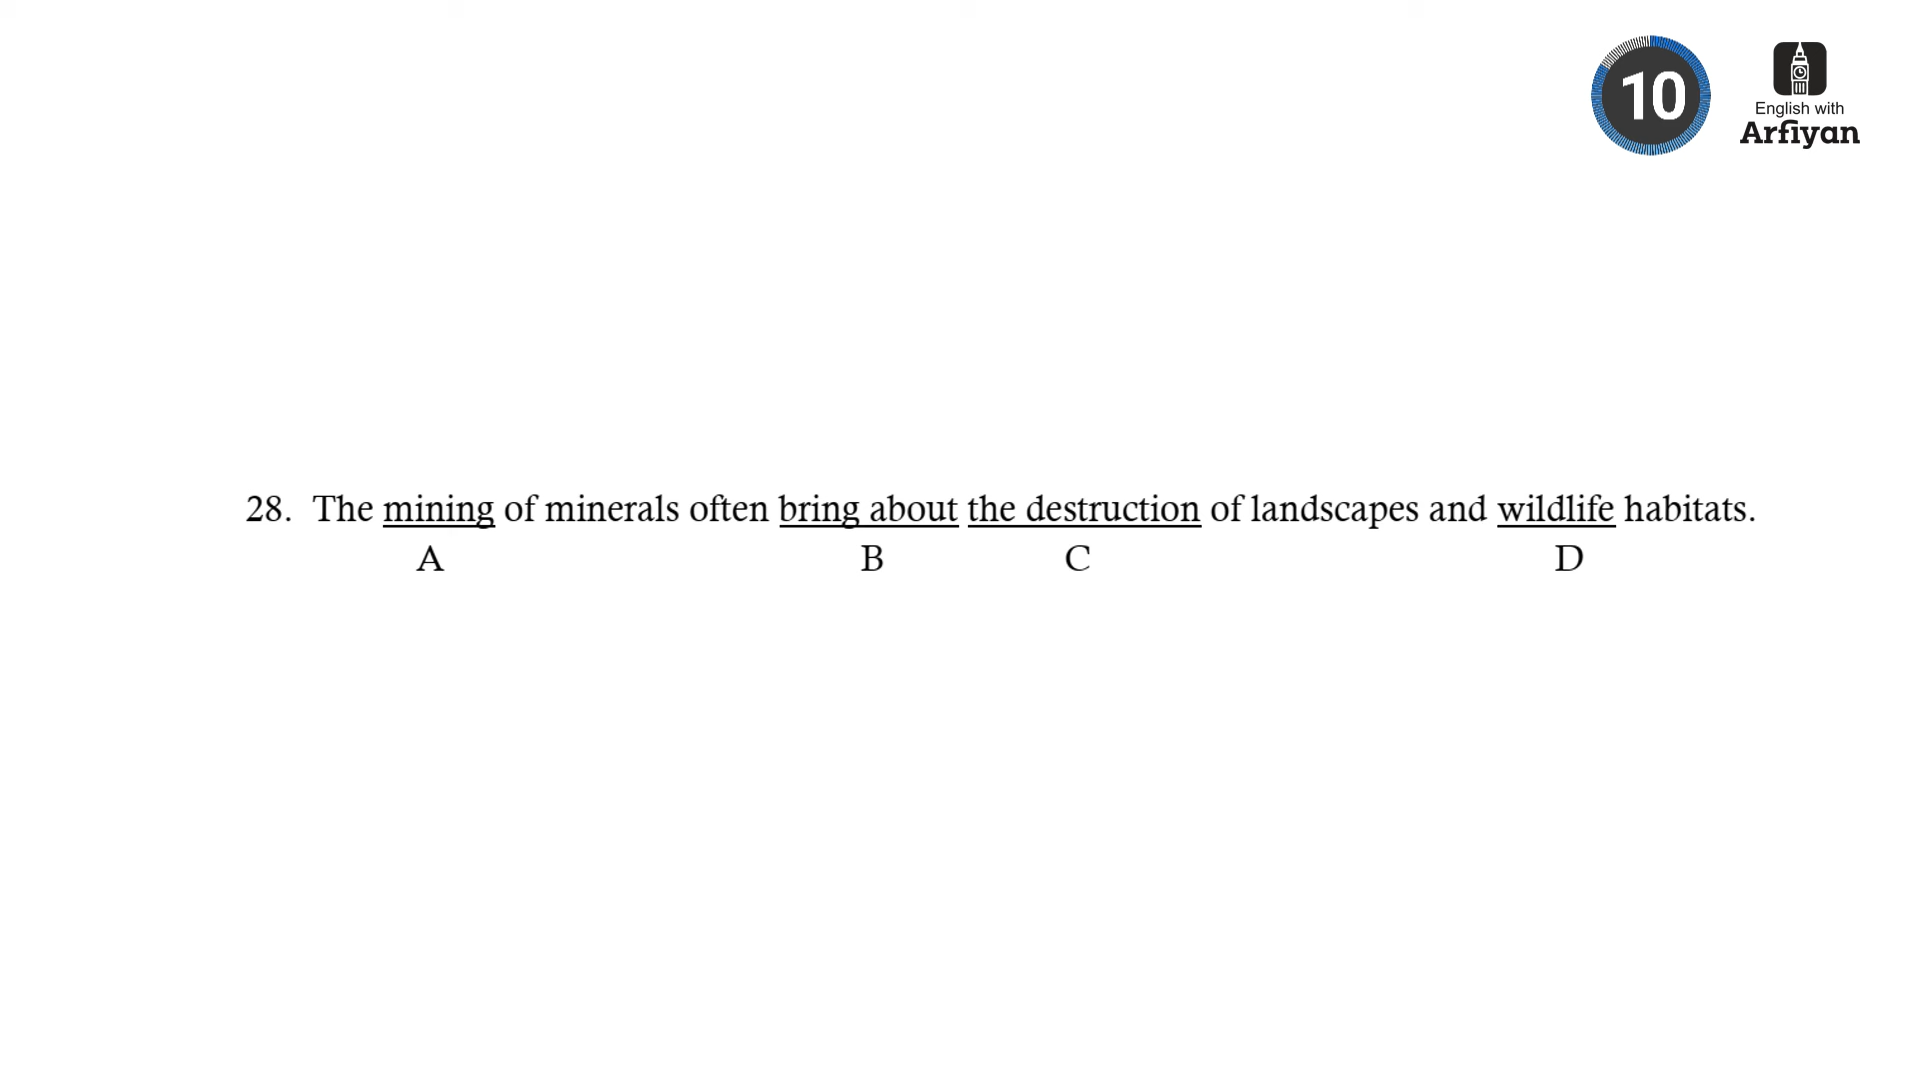 10
English with
Arfiyan
28. The mining of minerals often bring about the destruction of landscapes and wildlife habitats.
A B C D